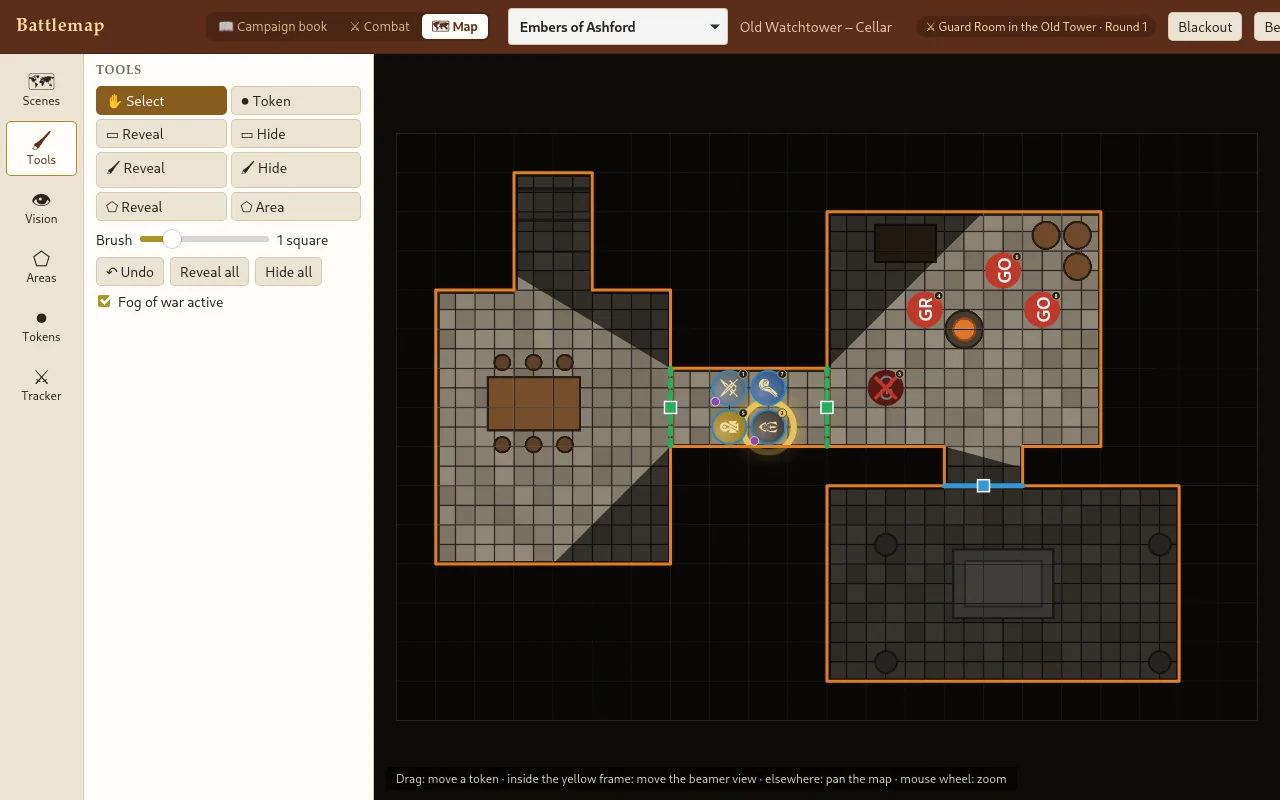 Battlemap
📖 Campaign book
⚔ Combat
🗺 Map
Embers of Ashford
Old Watchtower – Cellar
⚔ Guard Room in the Old Tower · Round 1
Blackout
Be
Scenes
Tools
Vision
Areas
Tokens
Tracker
TOOLS
Select
Token
Reveal
Hide
Reveal
Hide
Reveal
Area
Brush
1 square
↶ Undo
Reveal all
Hide all
Fog of war active
GO
GR
GO
Drag: move a token · inside the yellow frame: move the beamer view · elsewhere: pan the map · mouse wheel: zoom